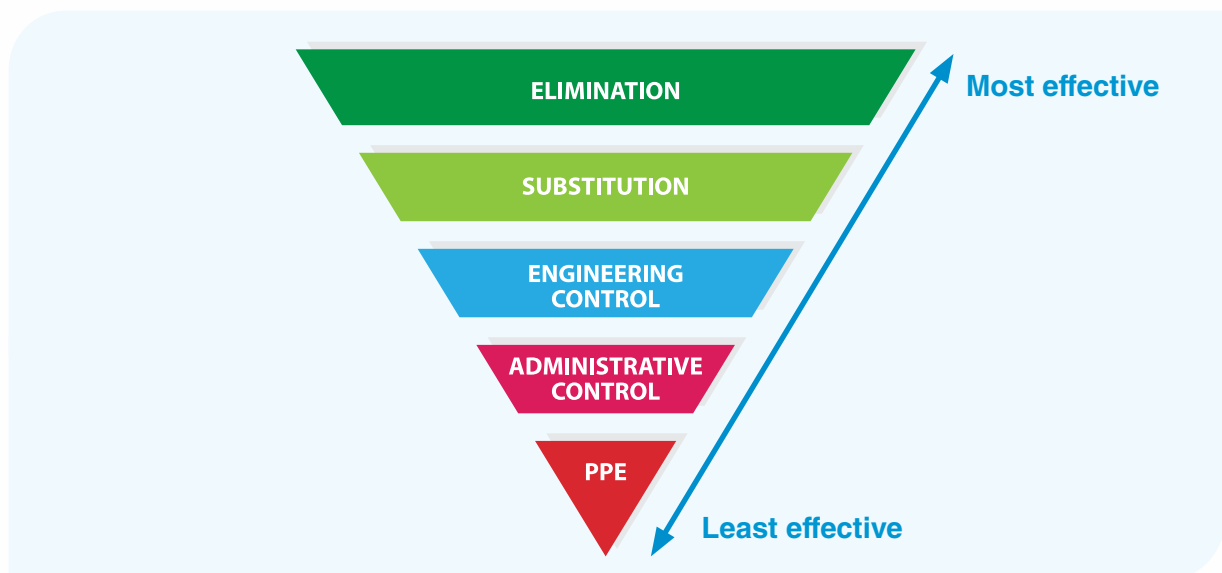 ELIMINATION
Most effective
SUBSTITUTION
ENGINEERING
CONTROL
ADMINISTRATIVE
CONTROL
PPE
Least effective